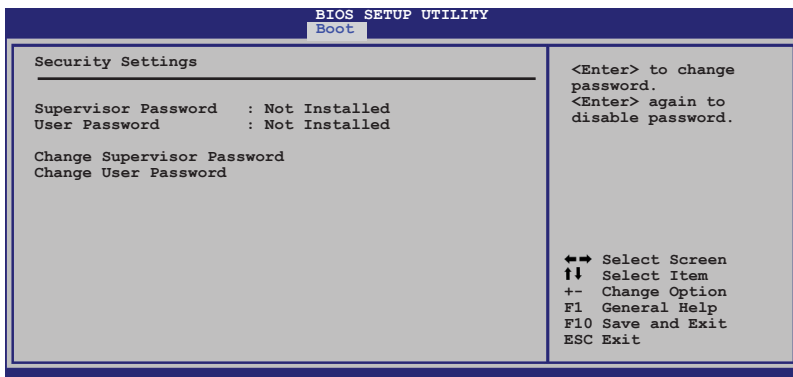 BIOS SETUP UTILITY
Boot
Security Settings
Supervisor Password : Not Installed
User Password : Not Installed
Change Supervisor Password
Change User Password
<Enter> to change
password.
<Enter> again to
disable password.
←→ Select Screen
↑↓ Select Item
+- Change Option
F1 General Help
F10 Save and Exit
ESC Exit